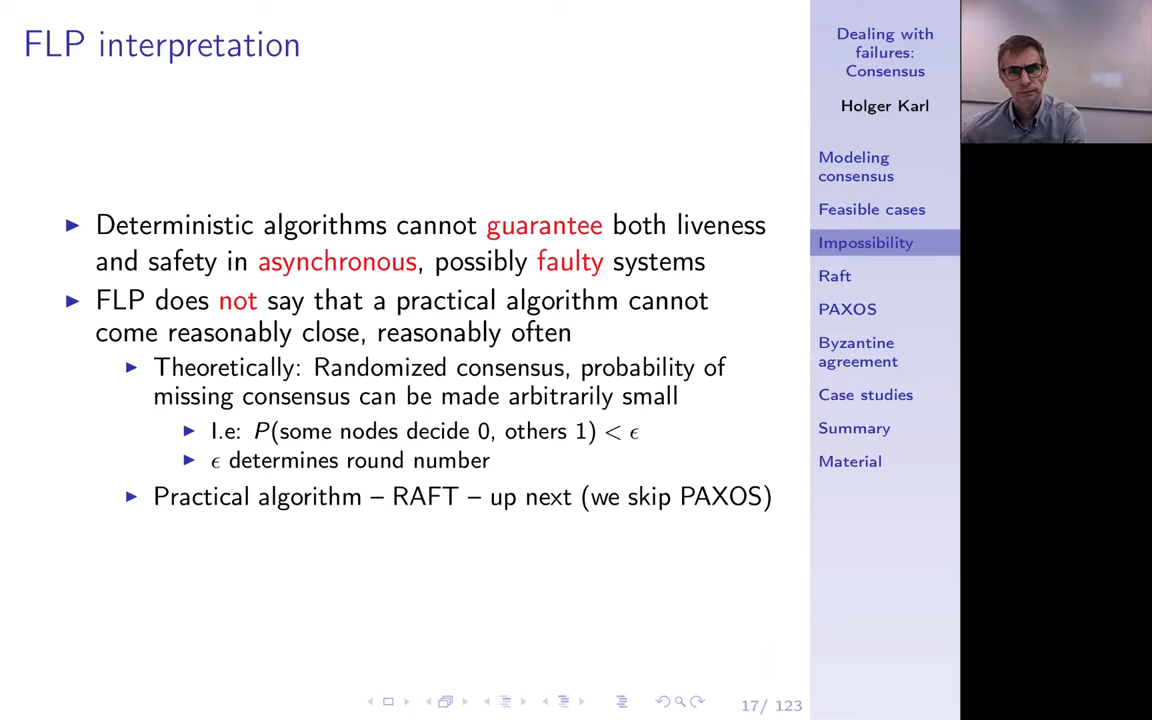 FLP interpretation
Deterministic algorithms cannot guarantee both liveness
and safety in asynchronous, possibly faulty systems
FLP does not say that a practical algorithm cannot
come reasonably close, reasonably often
Theoretically: Randomized consensus, probability of
missing consensus can be made arbitrarily small
I.e: P(some nodes decide 0, others 1) < ϵ
ϵ determines round number
Practical algorithm – RAFT – up next (we skip PAXOS)
17/ 123
Dealing with
failures:
Consensus
Holger Karl
Modeling
consensus
Feasible cases
Impossibility
Raft
PAXOS
Byzantine
agreement
Case studies
Summary
Material